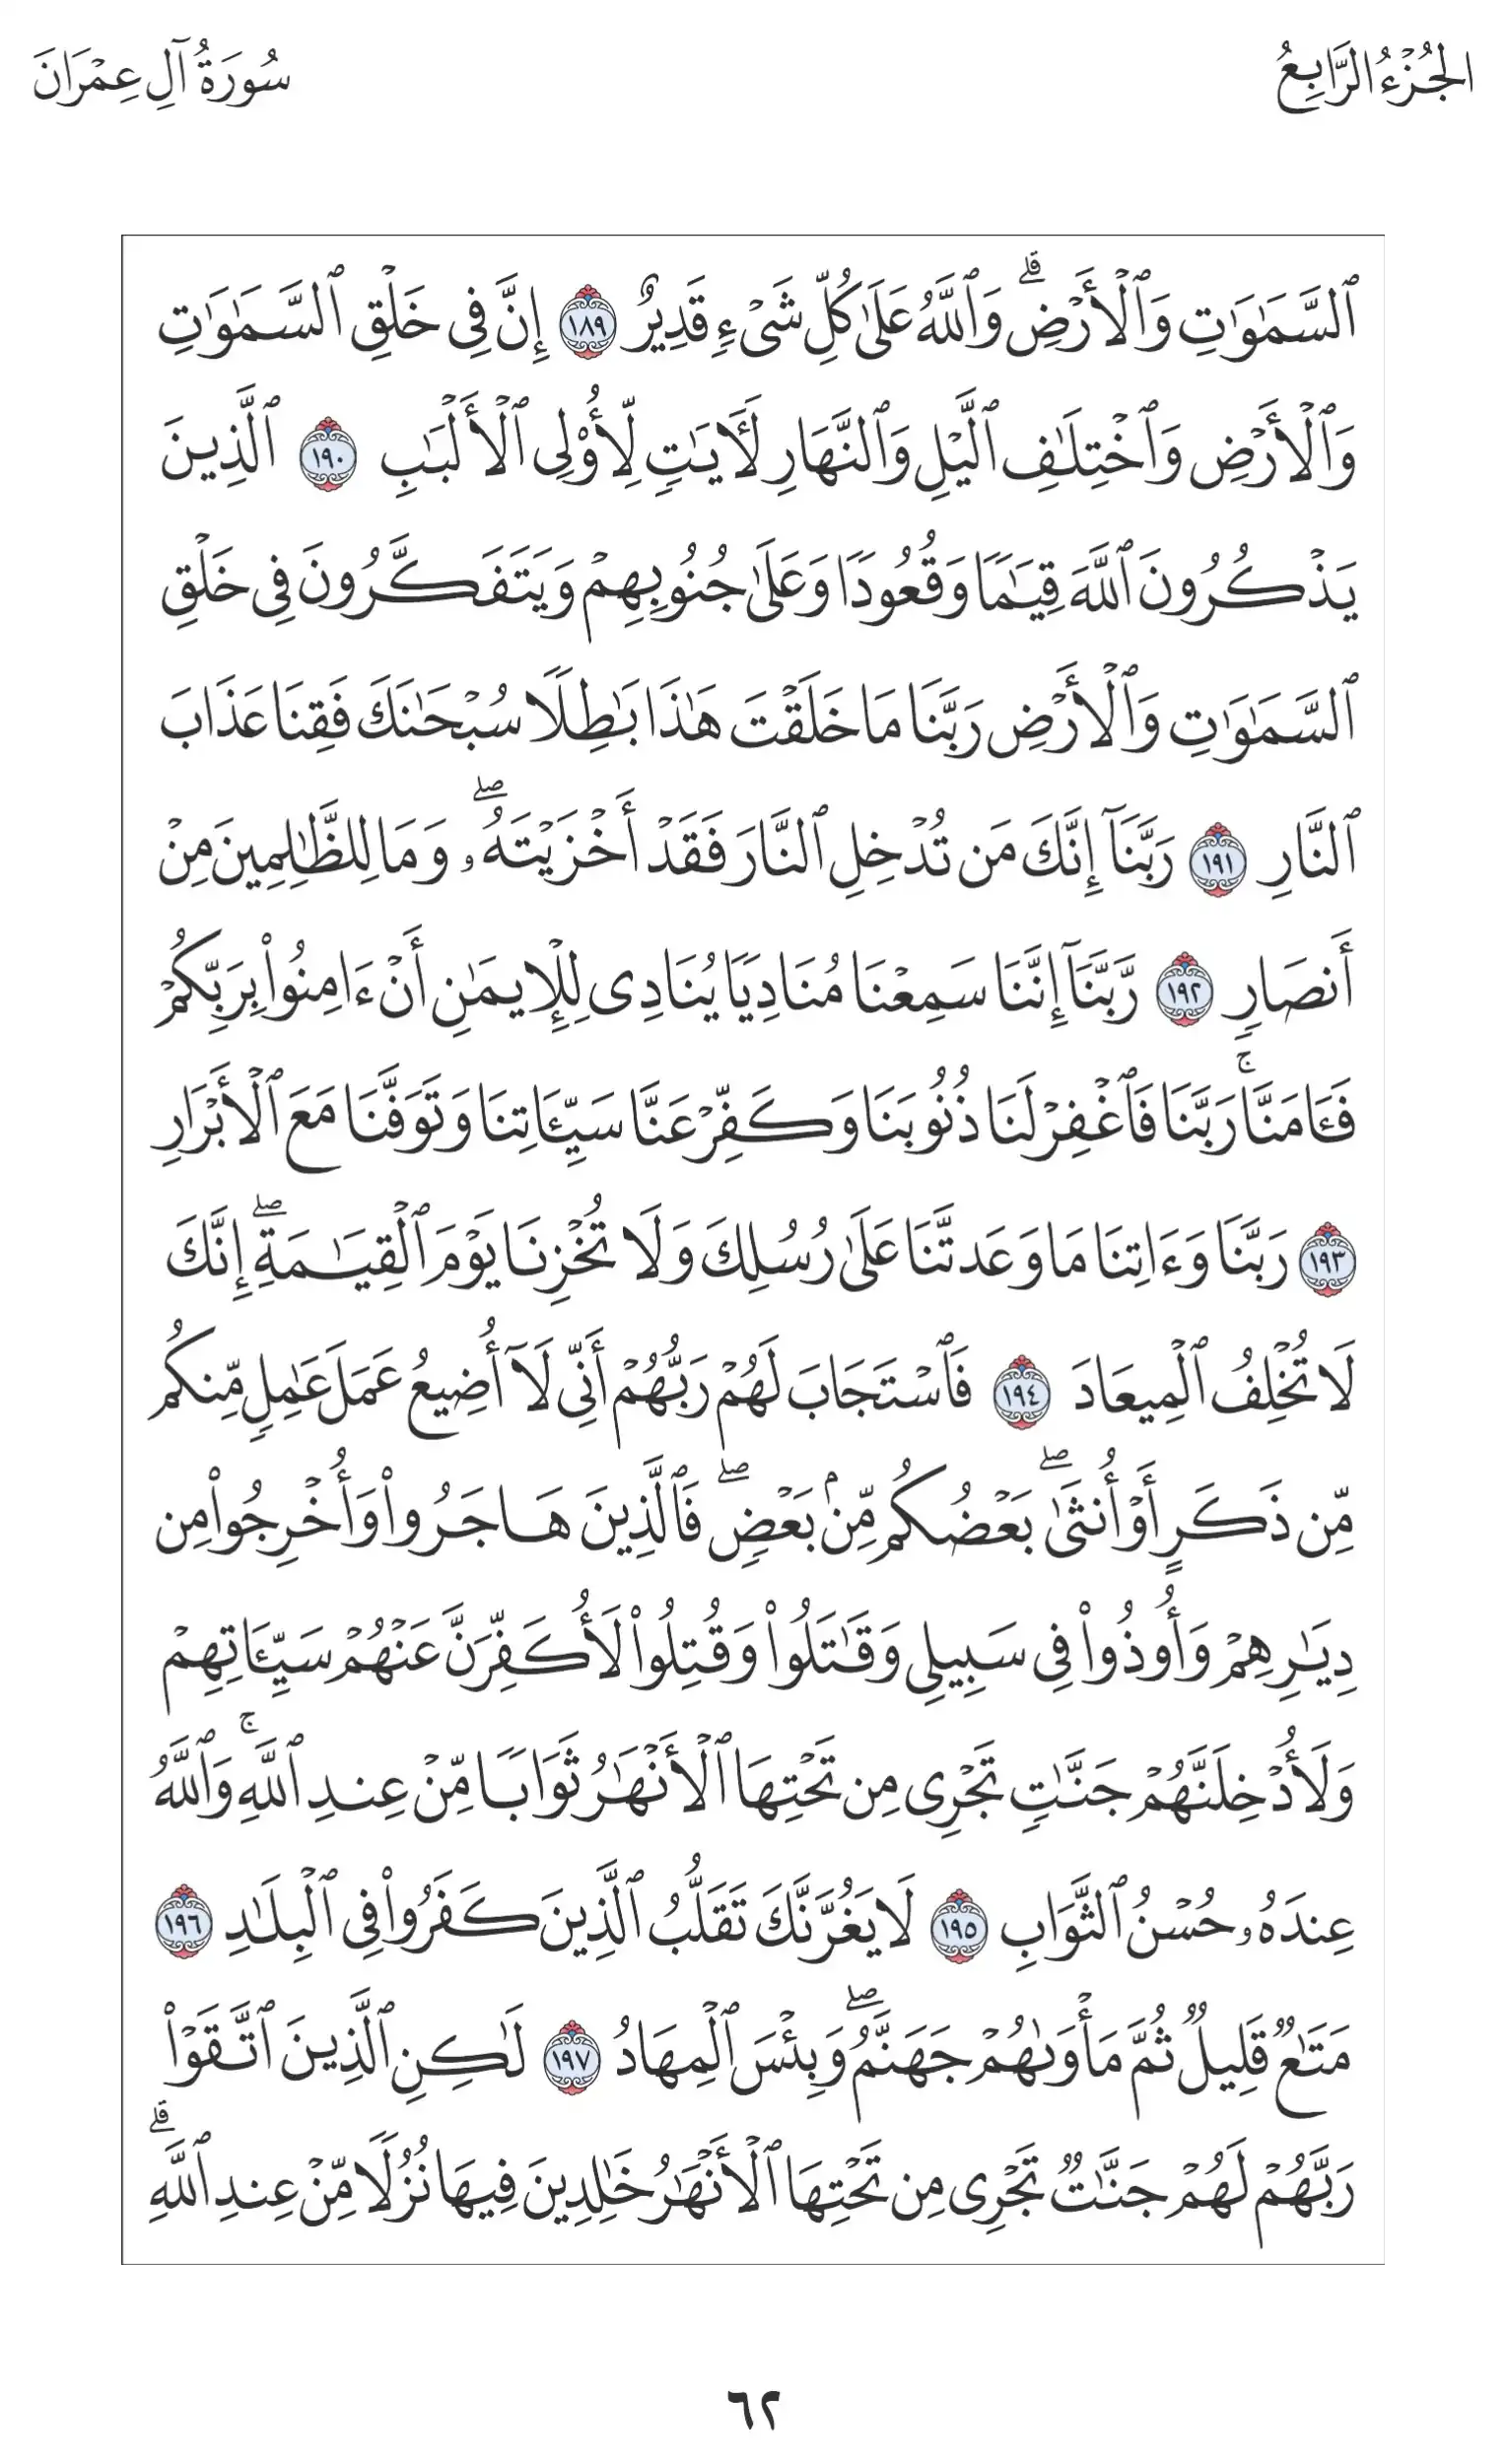 الجُزْءُ الرَّابِعُ
سُورَةُ آلِ عِمْرَانَ
ٱلسَّمَٰوَٰتِ وَٱلْأَرْضِۗ وَٱللَّهُ عَلَىٰ كُلِّ شَىْءٍ قَدِيرٌ ١٨٩ إِنَّ فِى خَلْقِ ٱلسَّمَٰوَٰتِ
وَٱلْأَرْضِ وَٱخْتِلَٰفِ ٱلَّيْلِ وَٱلنَّهَارِ لَـَٔايَٰتٍ لِّأُو۟لِى ٱلْأَلْبَٰبِ ١٩٠ ٱلَّذِينَ
يَذْكُرُونَ ٱللَّهَ قِيَٰمًا وَقُعُودًا وَعَلَىٰ جُنُوبِهِمْ وَيَتَفَكَّرُونَ فِى خَلْقِ
ٱلسَّمَٰوَٰتِ وَٱلْأَرْضِ رَبَّنَا مَا خَلَقْتَ هَٰذَا بَٰطِلًا سُبْحَٰنَكَ فَقِنَا عَذَابَ
ٱلنَّارِ ١٩١ رَبَّنَآ إِنَّكَ مَن تُدْخِلِ ٱلنَّارَ فَقَدْ أَخْزَيْتَهُۥۖ وَمَا لِلظَّٰلِمِينَ مِنْ
أَنصَارٍ ١٩٢ رَّبَّنَآ إِنَّنَا سَمِعْنَا مُنَادِيًا يُنَادِى لِلْإِيمَٰنِ أَنْ ءَامِنُوا۟ بِرَبِّكُمْ
فَـَٔامَنَّاۚ رَبَّنَا فَٱغْفِرْ لَنَا ذُنُوبَنَا وَكَفِّرْ عَنَّا سَيِّـَٔاتِنَا وَتَوَفَّنَا مَعَ ٱلْأَبْرَارِ
١٩٣ رَبَّنَا وَءَاتِنَا مَا وَعَدتَّنَا عَلَىٰ رُسُلِكَ وَلَا تُخْزِنَا يَوْمَ ٱلْقِيَٰمَةِۖ إِنَّكَ
لَا تُخْلِفُ ٱلْمِيعَادَ ١٩٤ فَٱسْتَجَابَ لَهُمْ رَبُّهُمْ أَنِّى لَآ أُضِيعُ عَمَلَ عَٰمِلٍ مِّنكُم
مِّن ذَكَرٍ أَوْ أُنثَىٰۖ بَعْضُكُم مِّنۢ بَعْضٍۖ فَٱلَّذِينَ هَاجَرُوا۟ وَأُخْرِجُوا۟ مِن
دِيَٰرِهِمْ وَأُوذُوا۟ فِى سَبِيلِى وَقَٰتَلُوا۟ وَقُتِلُوا۟ لَأُكَفِّرَنَّ عَنْهُمْ سَيِّـَٔاتِهِمْ
وَلَأُدْخِلَنَّهُمْ جَنَّٰتٍ تَجْرِى مِن تَحْتِهَا ٱلْأَنْهَٰرُ ثَوَابًا مِّنْ عِندِ ٱللَّهِۚ وَٱللَّهُ
عِندَهُۥ حُسْنُ ٱلثَّوَابِ ١٩٥ لَا يَغُرَّنَّكَ تَقَلُّبُ ٱلَّذِينَ كَفَرُوا۟ فِى ٱلْبِلَٰدِ ١٩٦
مَتَٰعٌ قَلِيلٌ ثُمَّ مَأْوَىٰهُمْ جَهَنَّمُۖ وَبِئْسَ ٱلْمِهَادُ ١٩٧ لَٰكِنِ ٱلَّذِينَ ٱتَّقَوْا۟
رَبَّهُمْ لَهُمْ جَنَّٰتٌ تَجْرِى مِن تَحْتِهَا ٱلْأَنْهَٰرُ خَٰلِدِينَ فِيهَا نُزُلًا مِّنْ عِندِ ٱللَّهِۗ
٦٢